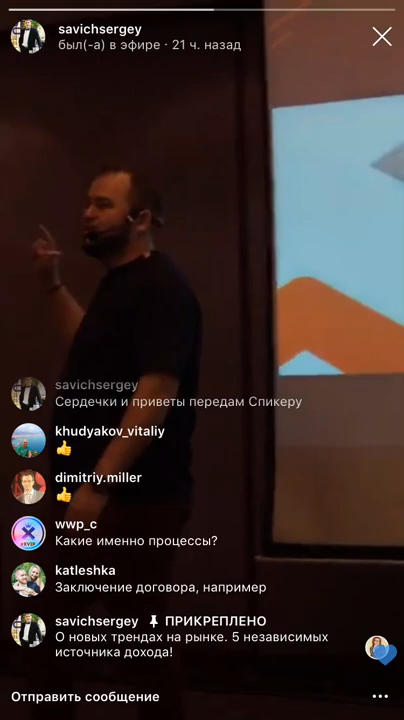 savichsergey
был(-а) в эфире · 21 ч. назад
savichsergey
Сердечки и приветы передам Спикеру
khudyakov_vitaliy
👍
dimitriy.miller
👍
wwp_c
Какие именно процессы?
katleshka
Заключение договора, например
savichsergey ПРИКРЕПЛЕНО
О новых трендах на рынке. 5 независимых
источника дохода!
Отправить сообщение